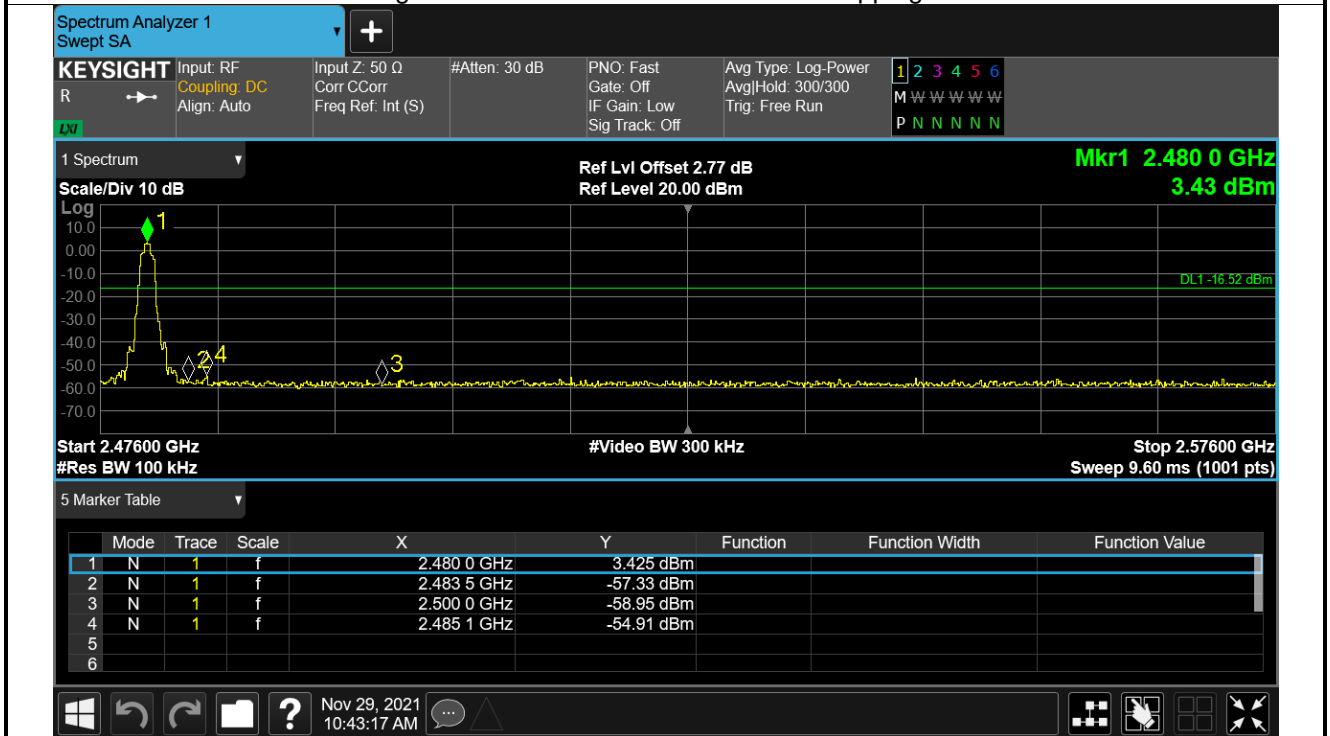 Spectrum Analyzer 1
Swept SA
+
KEYSIGHT
R
LXI
Input: RF
Coupling: DC
Align: Auto
Input Z: 50 Ω
Corr CCorr
Freq Ref: Int (S)
#Atten: 30 dB
PNO: Fast
Gate: Off
IF Gain: Low
Sig Track: Off
Avg Type: Log-Power
Avg|Hold: 300/300
Trig: Free Run
1 2 3 4 5 6
M W W W W W
P N N N N N
1 Spectrum
Scale/Div 10 dB
Ref Lvl Offset 2.77 dB
Ref Level 20.00 dBm
Mkr1 2.480 0 GHz
3.43 dBm
Log
10.0
0.00
-10.0
-20.0
-30.0
-40.0
-50.0
-60.0
-70.0
1
2 4
3
DL1 -16.52 dBm
Start 2.47600 GHz
#Res BW 100 kHz
#Video BW 300 kHz
Stop 2.57600 GHz
Sweep 9.60 ms (1001 pts)
5 Marker Table
Mode Trace Scale X Y Function Function Width Function Value
1 N 1 f 2.480 0 GHz 3.425 dBm
2 N 1 f 2.483 5 GHz -57.33 dBm
3 N 1 f 2.500 0 GHz -58.95 dBm
4 N 1 f 2.485 1 GHz -54.91 dBm
5
6
?
Nov 29, 2021
10:43:17 AM